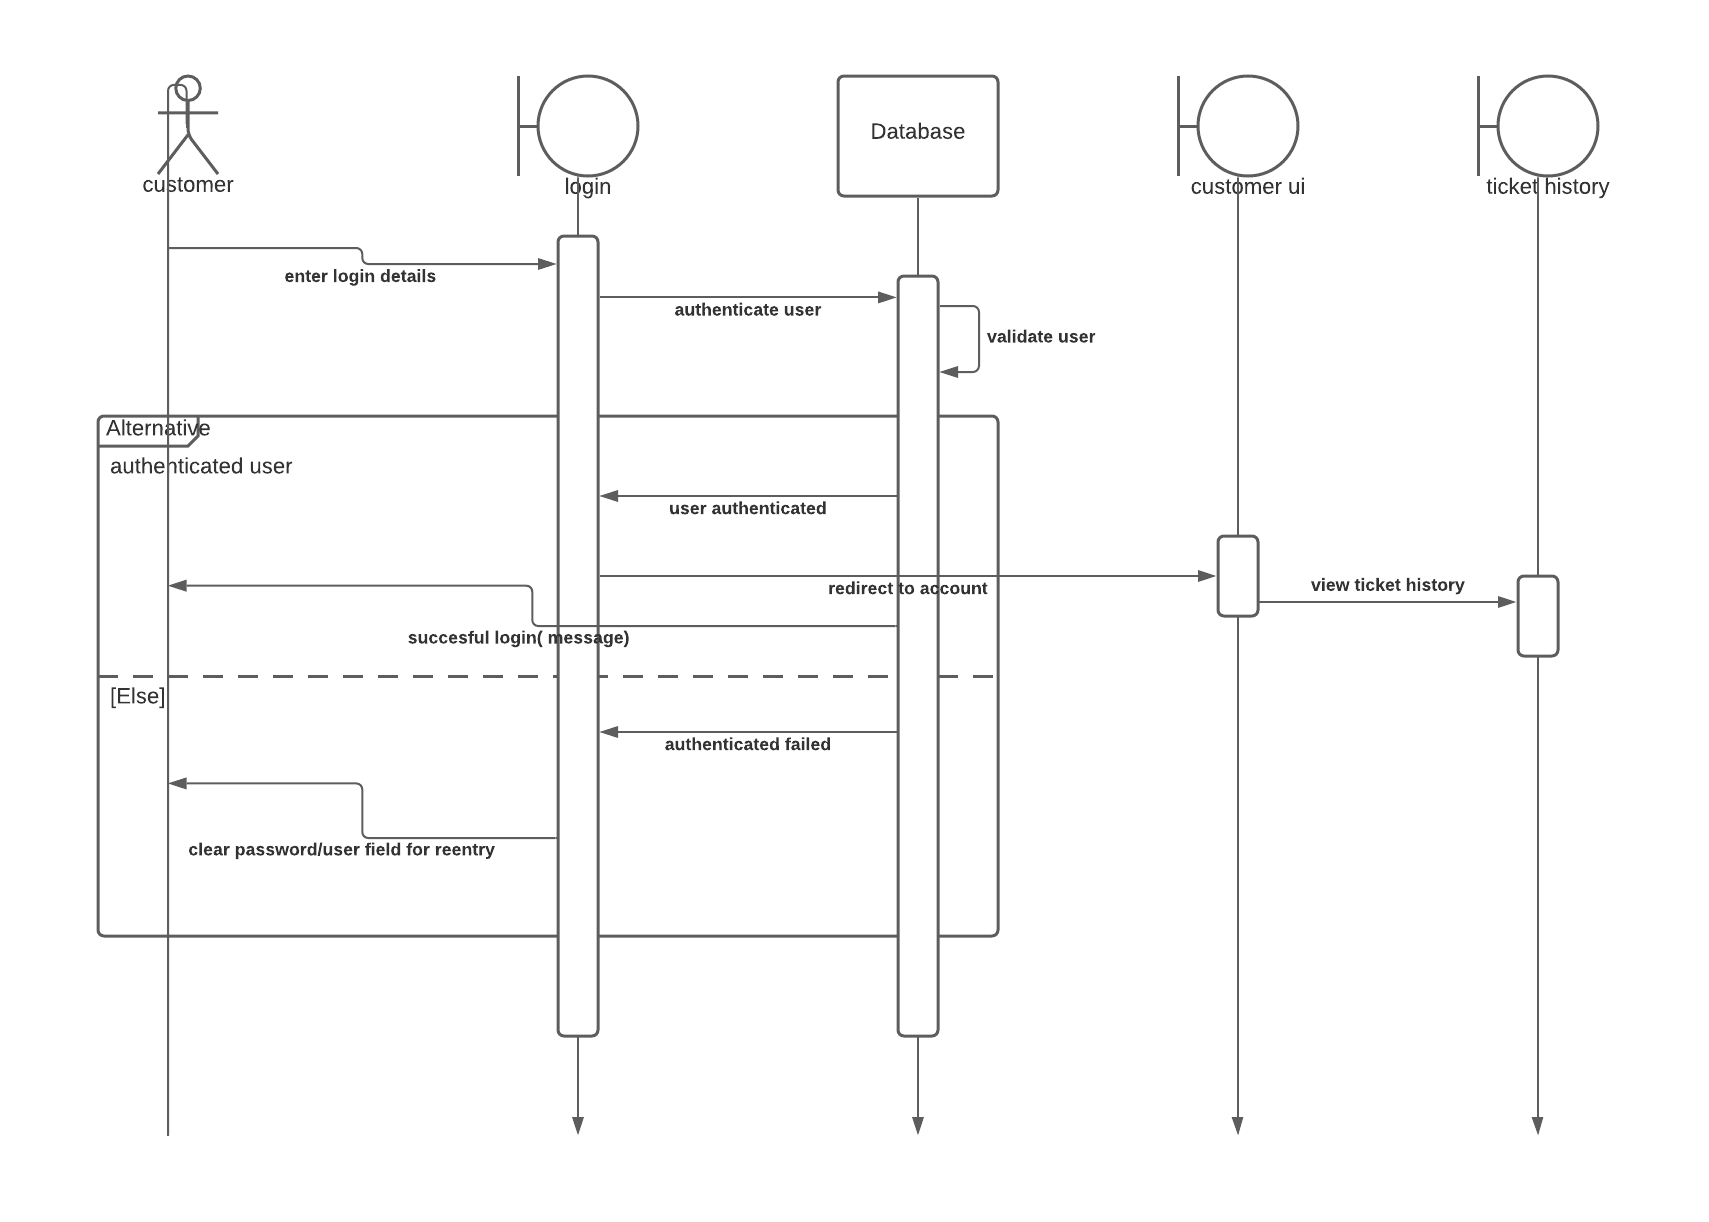 Database
customer
login
customer ui
ticket history
enter login details
authenticate user
validate user
Alternative
authenticated user
user authenticated
redirect to account
view ticket history
succesful login( message)
[Else]
authenticated failed
clear password/user field for reentry